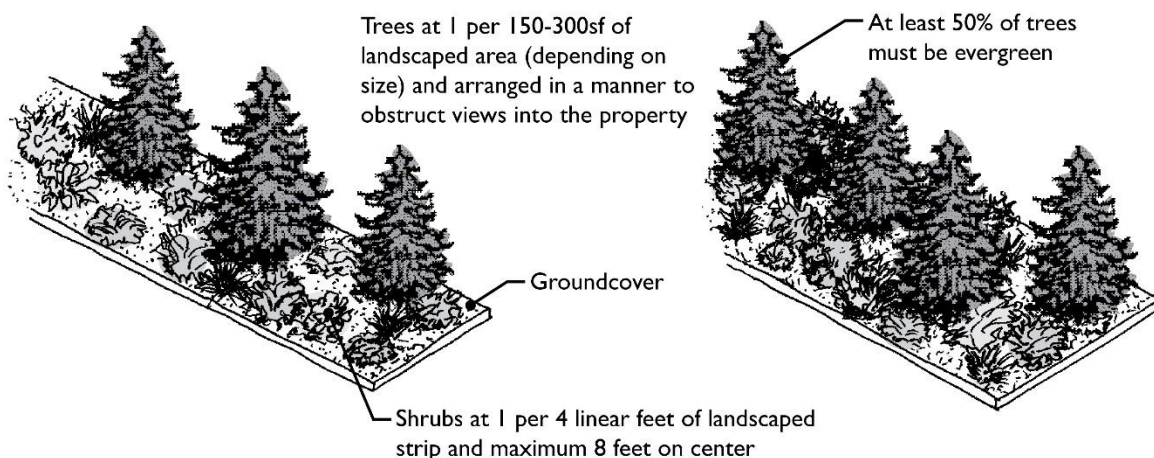 Trees at 1 per 150-300sf of
landscaped area (depending on
size) and arranged in a manner to
obstruct views into the property
At least 50% of trees
must be evergreen
Groundcover
Shrubs at 1 per 4 linear feet of landscaped
strip and maximum 8 feet on center